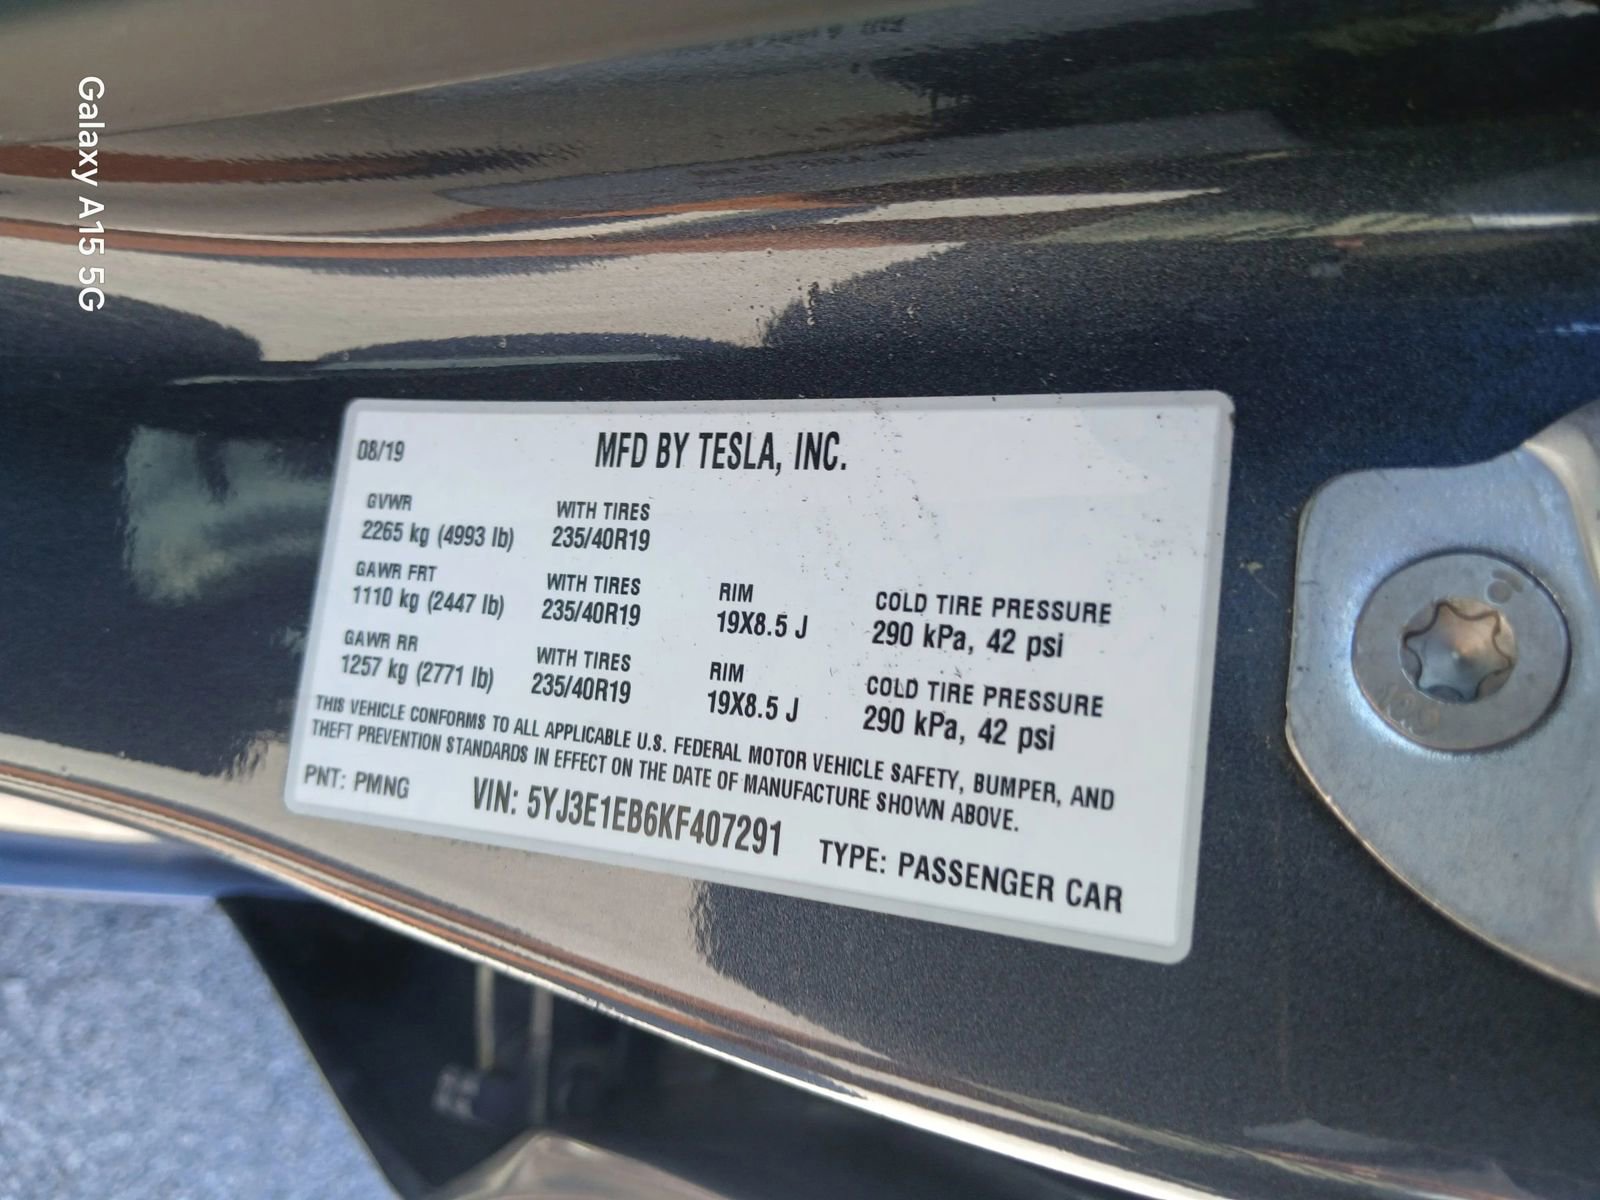 Galaxy A15 5G
08/19
MFD BY TESLA, INC.
GVWR
2265 kg (4993 lb)
WITH TIRES
235/40R19
GAWR FRT
1110 kg (2447 lb)
WITH TIRES
235/40R19
RIM
19X8.5 J
COLD TIRE PRESSURE
290 kPa, 42 psi
GAWR RR
1257 kg (2771 lb)
WITH TIRES
235/40R19
RIM
19X8.5 J
COLD TIRE PRESSURE
290 kPa, 42 psi
THIS VEHICLE CONFORMS TO ALL APPLICABLE U.S. FEDERAL MOTOR VEHICLE SAFETY, BUMPER, AND
THEFT PREVENTION STANDARDS IN EFFECT ON THE DATE OF MANUFACTURE SHOWN ABOVE.
PNT: PMNG
VIN: 5YJ3E1EB6KF407291
TYPE: PASSENGER CAR